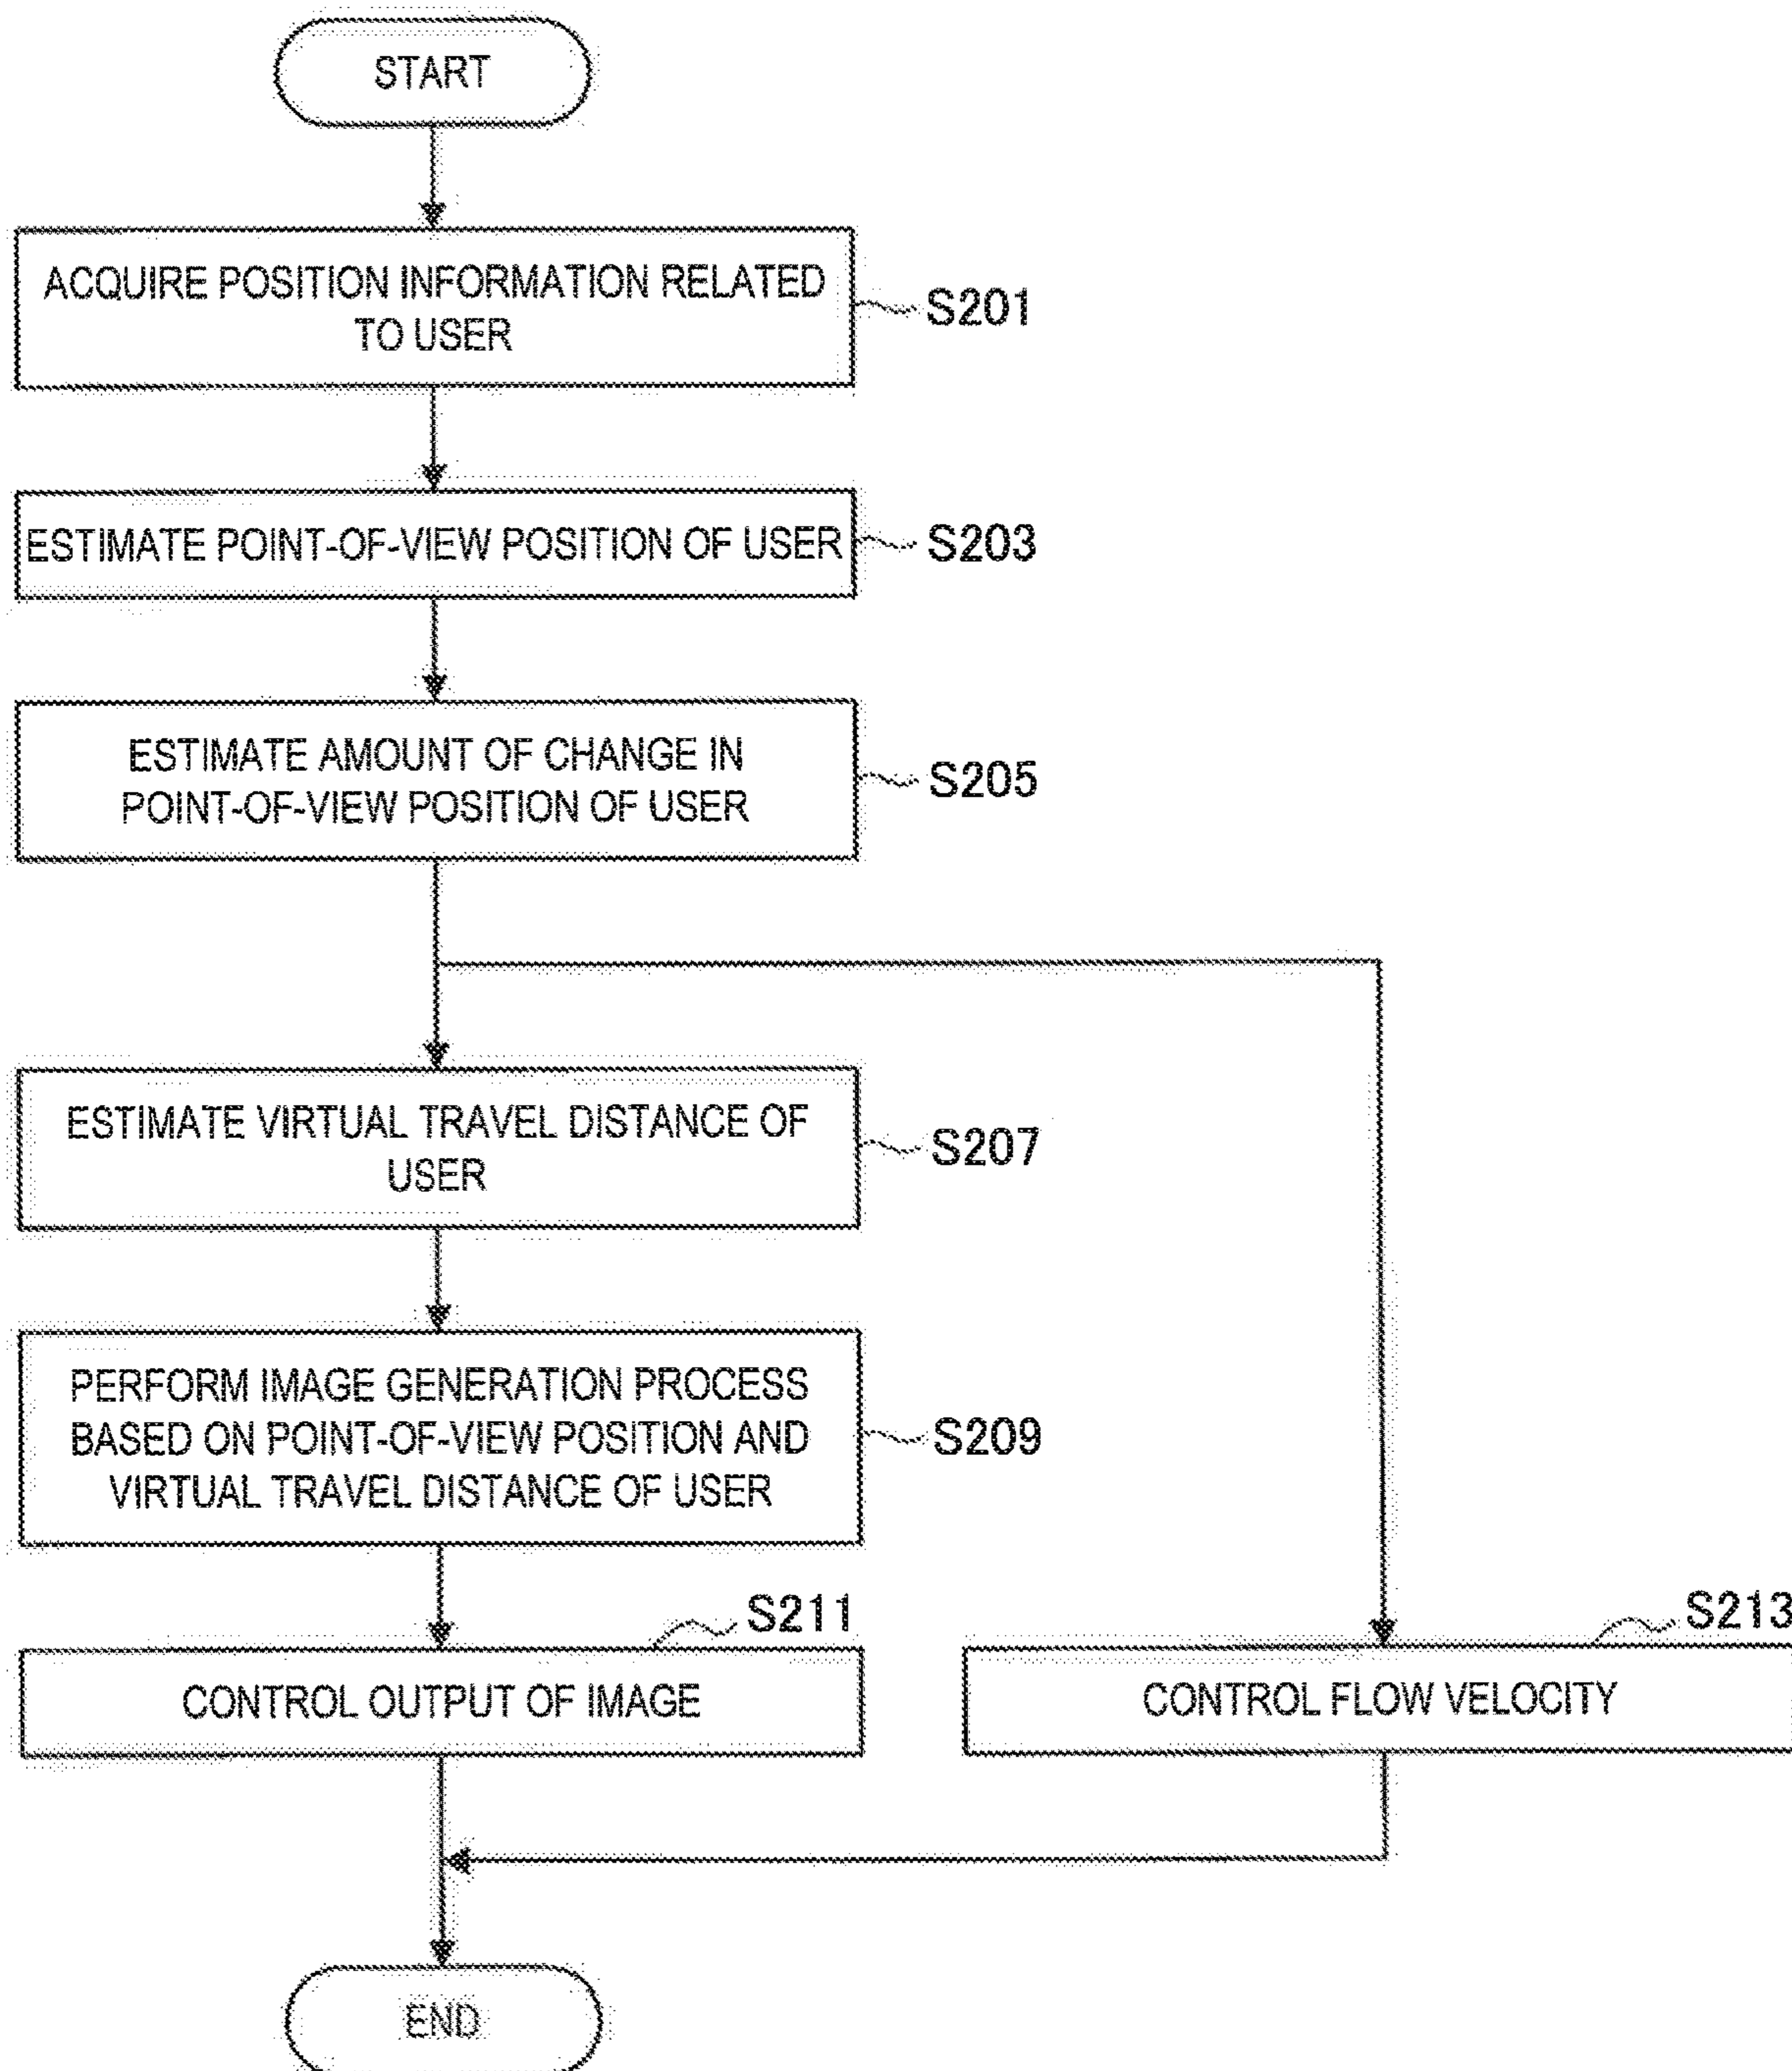 START
ACQUIRE POSITION INFORMATION RELATED
TO USER
S201
ESTIMATE POINT-OF-VIEW POSITION OF USER
S203
ESTIMATE AMOUNT OF CHANGE IN
POINT-OF-VIEW POSITION OF USER
S205
ESTIMATE VIRTUAL TRAVEL DISTANCE OF
USER
S207
PERFORM IMAGE GENERATION PROCESS
BASED ON POINT-OF-VIEW POSITION AND
VIRTUAL TRAVEL DISTANCE OF USER
S209
S211
CONTROL OUTPUT OF IMAGE
S213
CONTROL FLOW VELOCITY
END